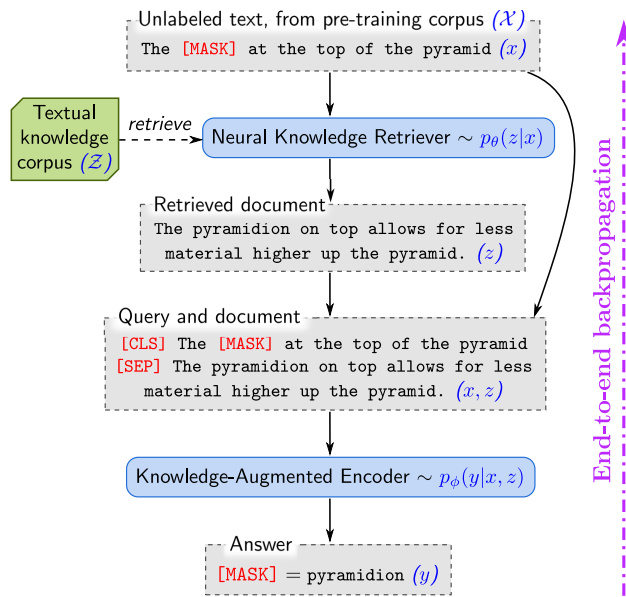 Unlabeled text, from pre-training corpus (𝒳)
The [MASK] at the top of the pyramid (x)
Textual
knowledge
corpus (𝒵)
retrieve
Neural Knowledge Retriever ∼ pθ(z|x)
Retrieved document
The pyramidion on top allows for less
material higher up the pyramid. (z)
Query and document
[CLS] The [MASK] at the top of the pyramid
[SEP] The pyramidion on top allows for less
material higher up the pyramid. (x, z)
Knowledge-Augmented Encoder ∼ pϕ(y|x, z)
Answer
[MASK] = pyramidion (y)
End-to-end backpropagation